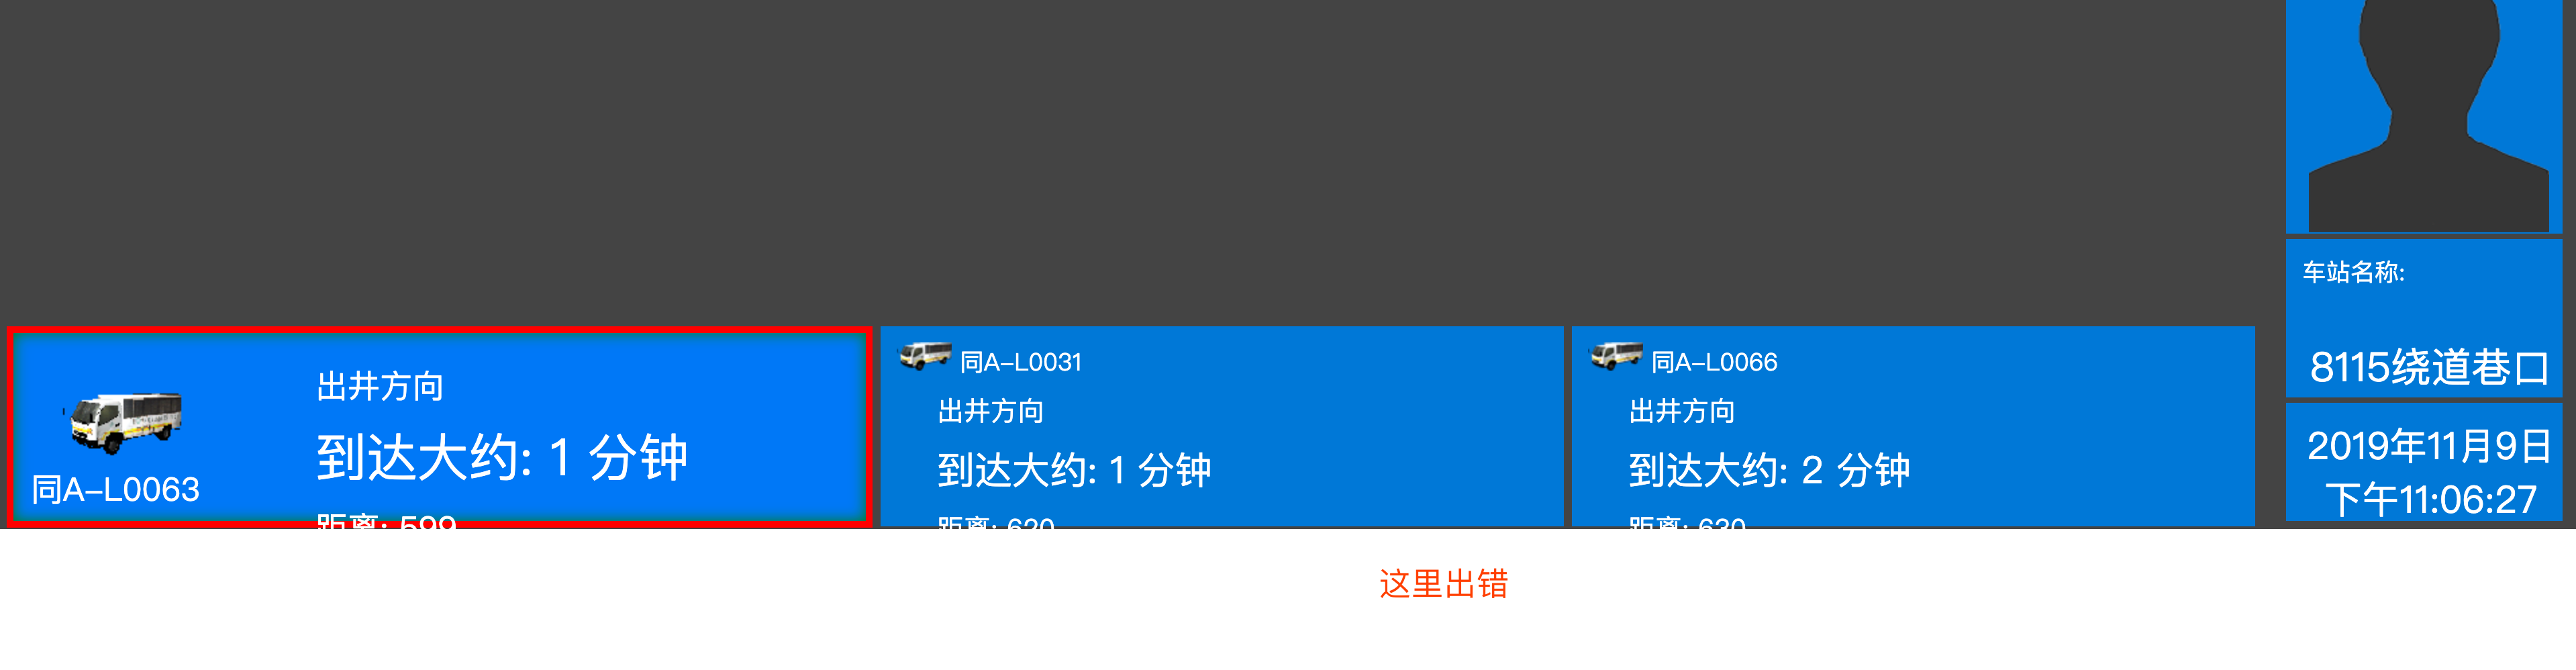 同A-L0063
出井方向
到达大约: 1 分钟
距离: 599
同A-L0031
出井方向
到达大约: 1 分钟
距离: 620
同A-L0066
出井方向
到达大约: 2 分钟
距离: 630
车站名称:
8115绕道巷口
2019年11月9日
下午11:06:27
这里出错